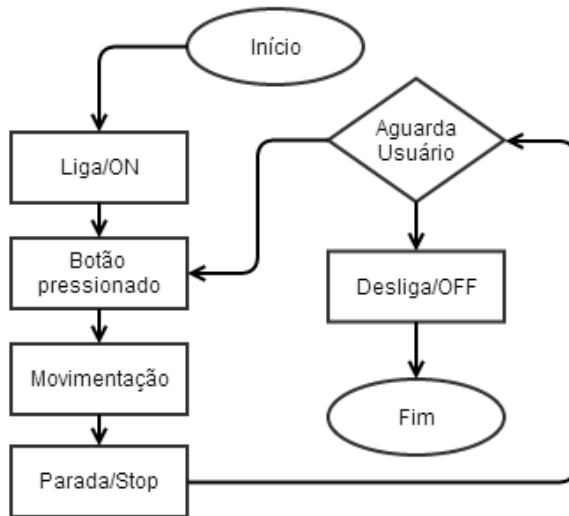 Início
Liga/ON
Botão
pressionado
Movimentação
Parada/Stop
Aguarda
Usuário
Desliga/OFF
Fim